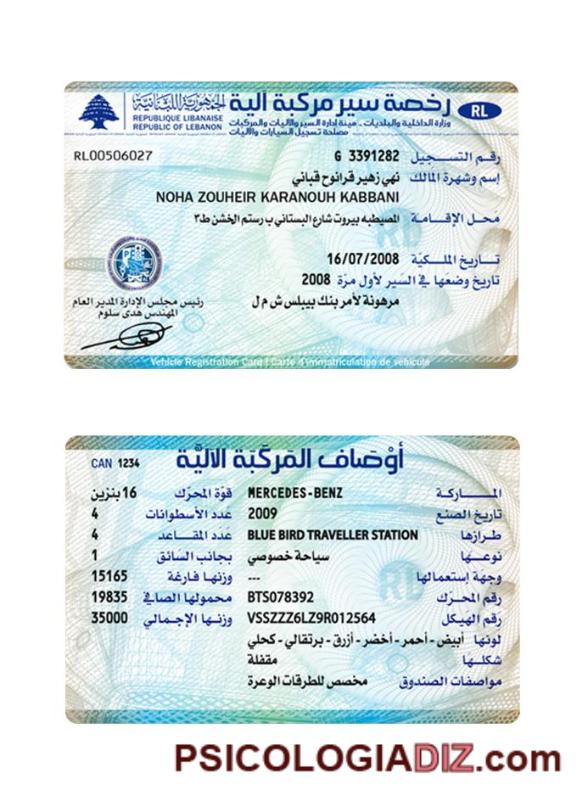 الجمهورية اللبنانية
REPUBLIQUE LIBANAISE
REPUBLIC OF LEBANON
رخصة سير مركبة آلية RL
وزارة الداخلية والبلديات - هيئة إدارة السير والآليات والمركبات
مصلحة تسجيل السيارات والآليات
RL00506027
رقم التسجيل G 3391282
إسم وشهرة المالك نهى زهير قرانوح قباني
NOHA ZOUHEIR KARANOUH KABBANI
محل الإقامة المصيطبه بيروت شارع البستاني ب رستم الخشن ط٣
تاريخ الملكية 16/07/2008
تاريخ وضعها في السير لأول مرّة 2008
مرهونة لأمر بنك بيبلس ش م ل
رئيس مجلس الإدارة المدير العام
المهندس هدى سلوم
Vehicle Registration Card | Carte d'immatriculation de véhicule
أوصاف المركبة الآلية
CAN 1234
الماركة MERCEDES-BENZ قوّة المحرّك 16 بنزين
تاريخ الصنع 2009 عدد الأسطوانات 4
طرازها BLUE BIRD TRAVELLER STATION عدد المقاعد 4
نوعها سياحة خصوصي بجانب السائق 1
وجهة إستعمالها --- وزنها فارغة 15165
رقم المحرّك BTS078392 محمولها الصافي 19835
رقم الهيكل VSSZZZ6LZ9R012564 وزنها الإجمالي 35000
لونها أبيض - أحمر - أخضر - أزرق - برتقالي - كحلي
شكلها مقفلة
مواصفات الصندوق مخصص للطرقات الوعرة
PSICOLOGIADIZ.com